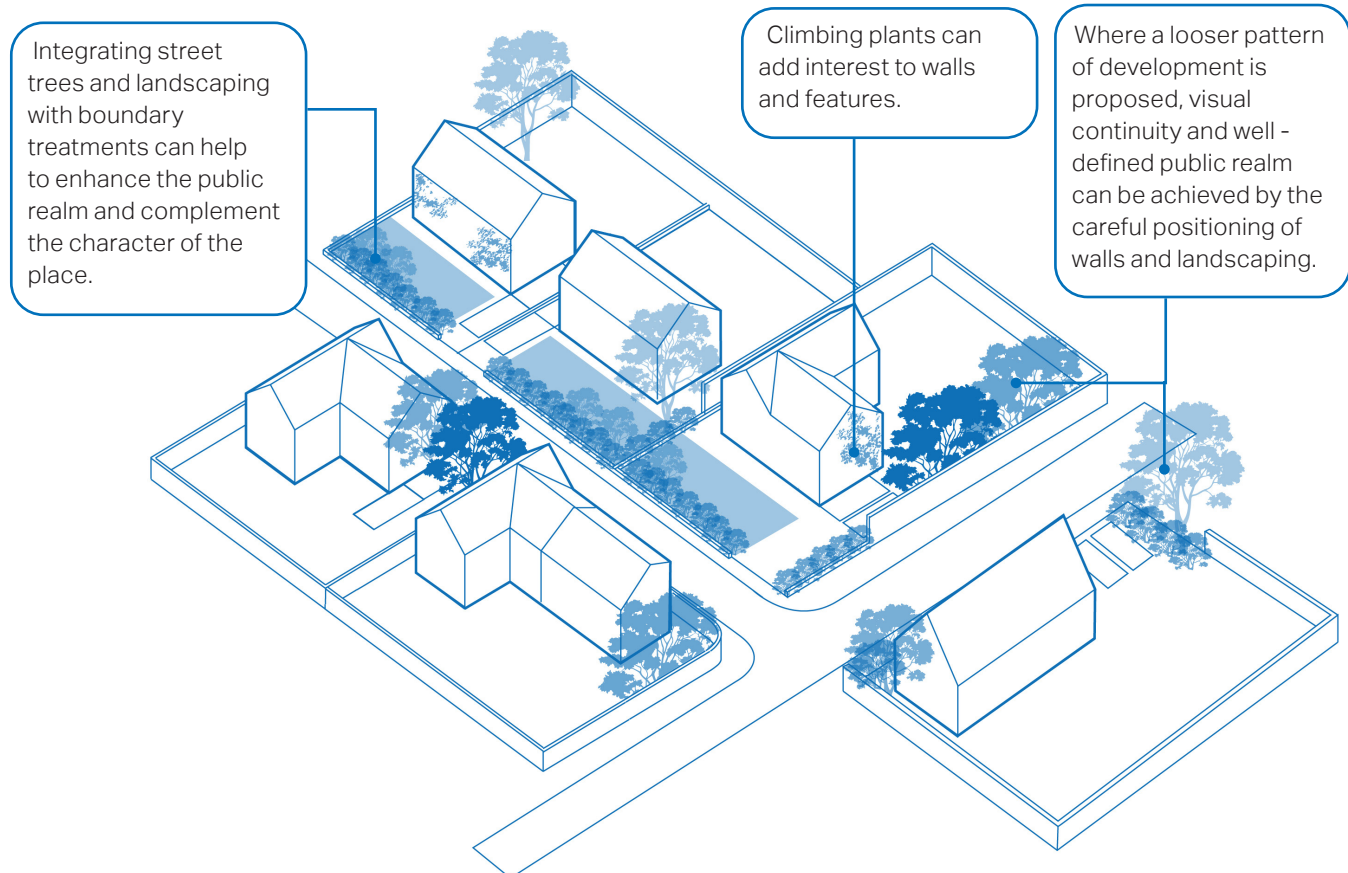 Integrating street
trees and landscaping
with boundary
treatments can help
to enhance the public
realm and complement
the character of the
place.
Climbing plants can
add interest to walls
and features.
Where a looser pattern
of development is
proposed, visual
continuity and well -
defined public realm
can be achieved by the
careful positioning of
walls and landscaping.